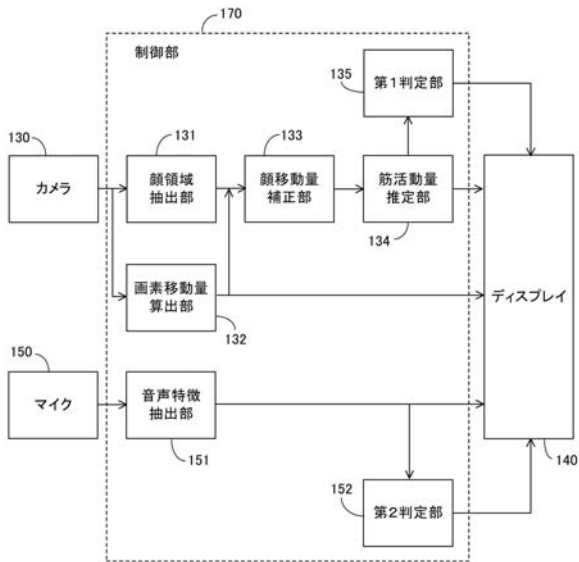 170
制御部
135
第1判定部
130
131
133
カメラ
顔領域
抽出部
顔移動量
補正部
筋活動量
推定部
134
画素移動量
算出部
132
ディスプレイ
150
マイク
音声特徴
抽出部
151
140
152
第2判定部